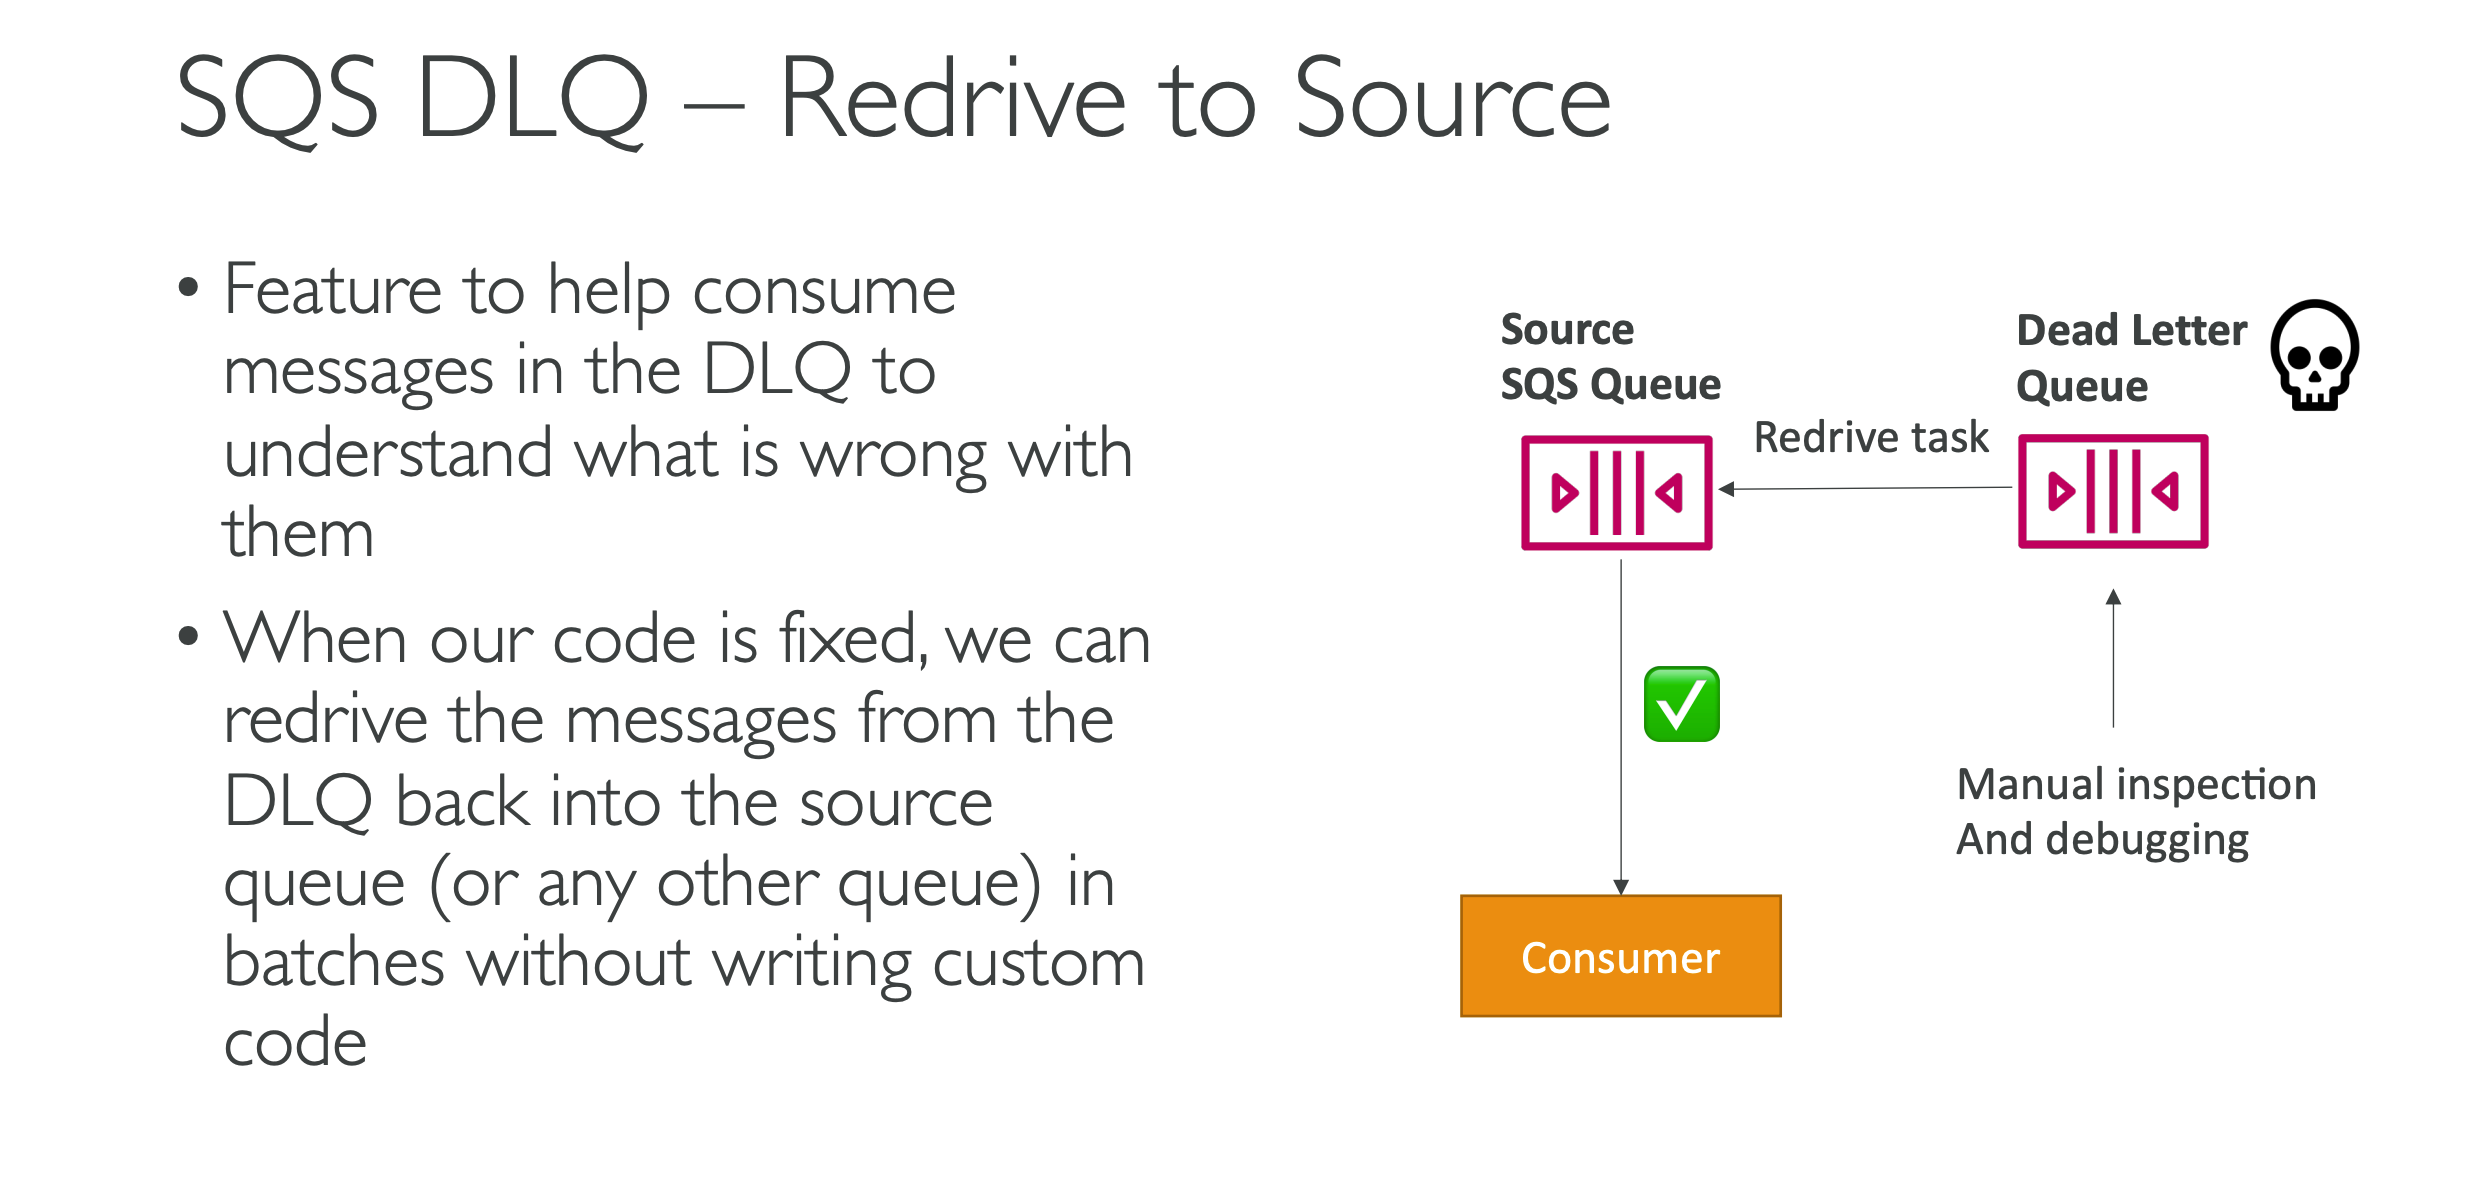 SQS DLQ – Redrive to Source
• Feature to help consume
messages in the DLQ to
understand what is wrong with
them
• When our code is fixed, we can
redrive the messages from the
DLQ back into the source
queue (or any other queue) in
batches without writing custom
code
Source
SQS Queue
Redrive task
Dead Letter
Queue
Manual inspection
And debugging
Consumer